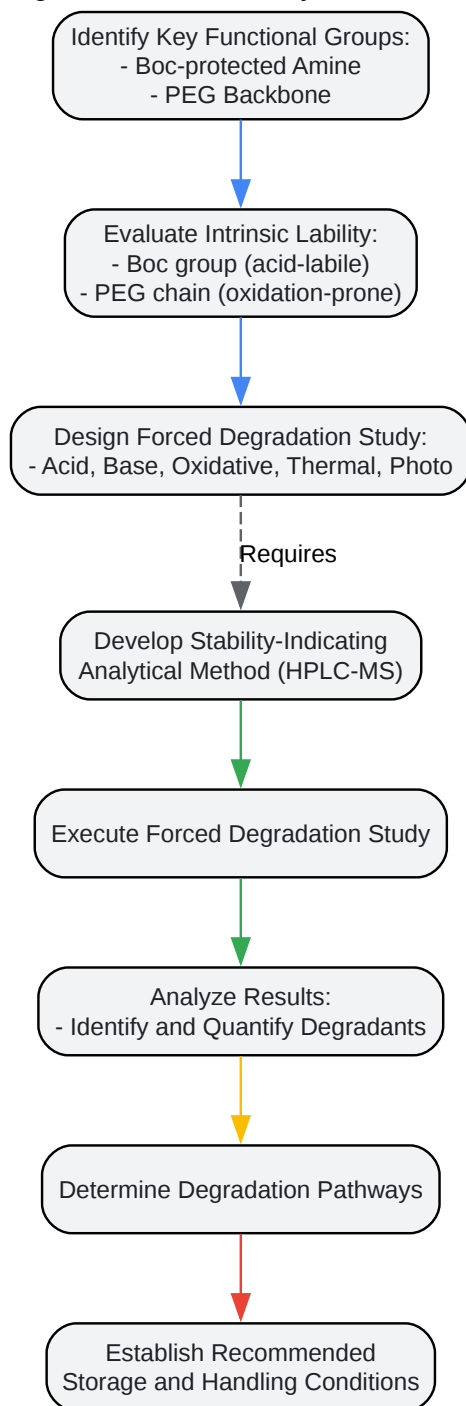 Identify Key Functional Groups:
- Boc-protected Amine
- PEG Backbone
Evaluate Intrinsic Lability:
- Boc group (acid-labile)
- PEG chain (oxidation-prone)
Design Forced Degradation Study:
- Acid, Base, Oxidative, Thermal, Photo
Requires
Develop Stability-Indicating
Analytical Method (HPLC-MS)
Execute Forced Degradation Study
Analyze Results:
- Identify and Quantify Degradants
Determine Degradation Pathways
Establish Recommended
Storage and Handling Conditions